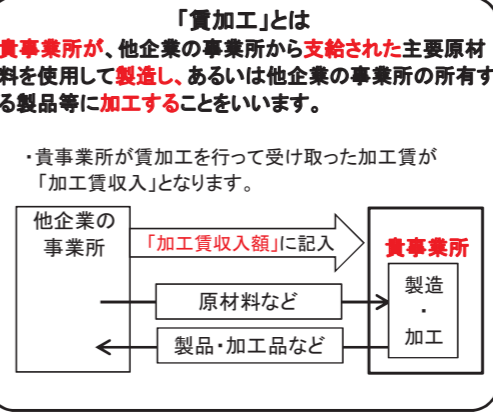 「賃加工」とは
貴事業所が、他企業の事業所から支給された主要原材
料を使用して製造し、あるいは他企業の事業所の所有す
る製品等に加工することをいいます。
・貴事業所が賃加工を行って受け取った加工賃が
「加工賃収入」となります。
他企業の
事業所
「加工賃収入額」に記入
貴事業所
原材料など
製造
・
加工
製品・加工品など